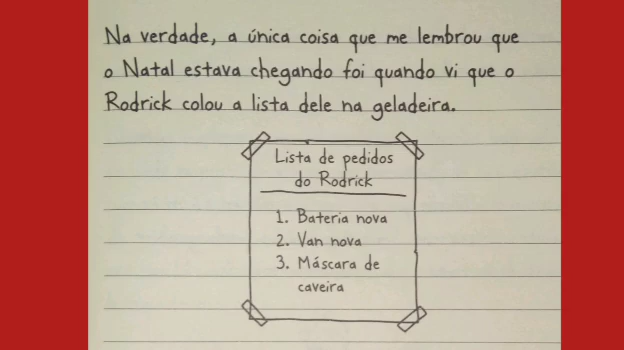 Na verdade, a única coisa que me lembrou que
o Natal estava chegando foi quando vi que o
Rodrick colou a lista dele na geladeira.
Lista de pedidos
do Rodrick
1. Bateria nova
2. Van nova
3. Máscara de
caveira